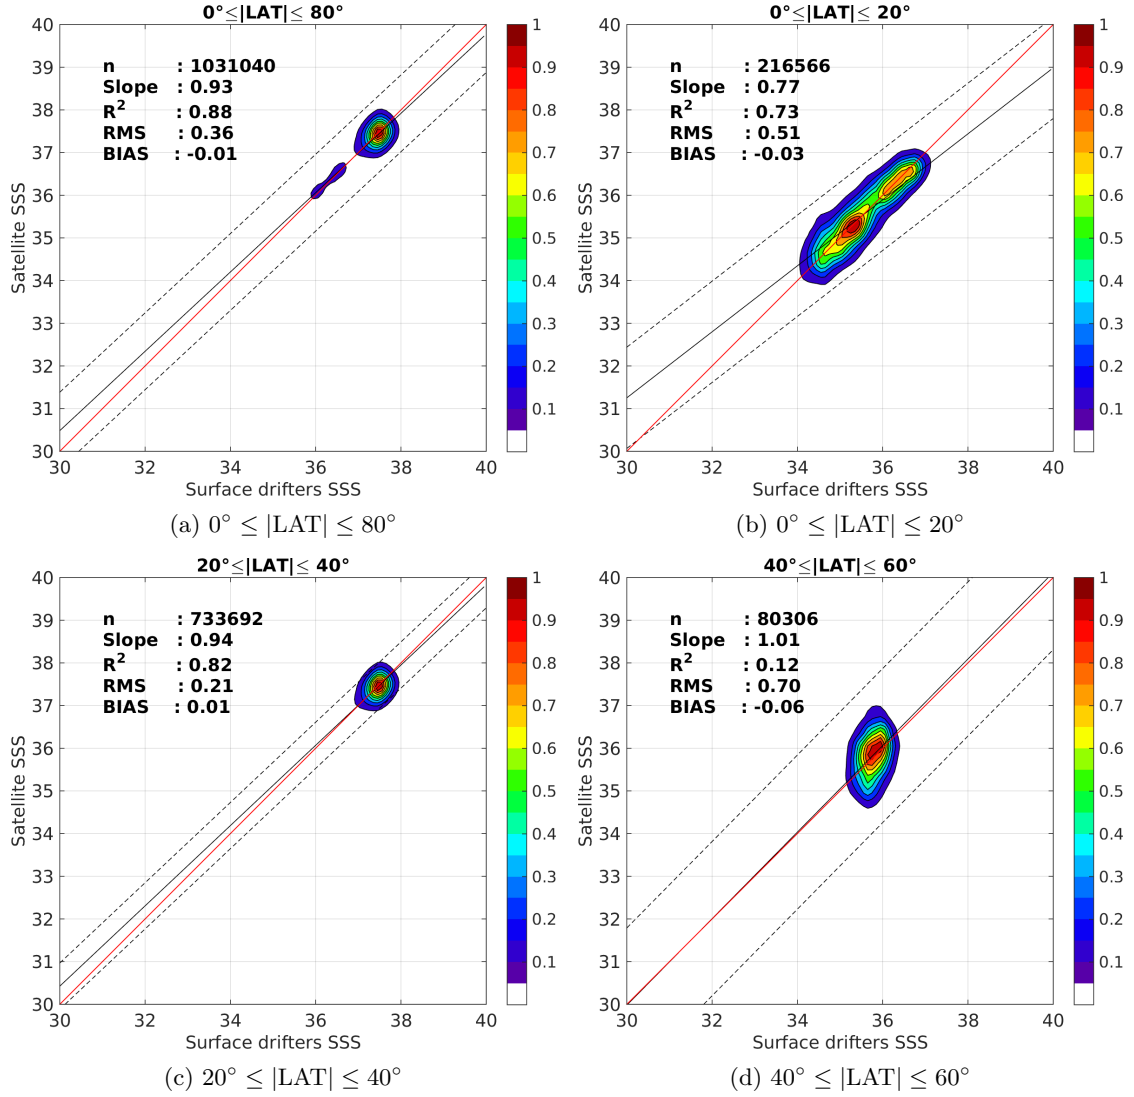 0°≤|LAT|≤ 80°
n : 1031040
Slope : 0.93
R² : 0.88
RMS : 0.36
BIAS : -0.01
40
39
38
37
36
35
34
33
32
31
30
30 32 34 36 38 40
Satellite SSS
Surface drifters SSS
1
0.9
0.8
0.7
0.6
0.5
0.4
0.3
0.2
0.1
(a) 0° ≤ |LAT| ≤ 80°
0°≤|LAT|≤ 20°
n : 216566
Slope : 0.77
R² : 0.73
RMS : 0.51
BIAS : -0.03
40
39
38
37
36
35
34
33
32
31
30
30 32 34 36 38 40
Satellite SSS
Surface drifters SSS
1
0.9
0.8
0.7
0.6
0.5
0.4
0.3
0.2
0.1
(b) 0° ≤ |LAT| ≤ 20°
20°≤|LAT|≤ 40°
n : 733692
Slope : 0.94
R² : 0.82
RMS : 0.21
BIAS : 0.01
40
39
38
37
36
35
34
33
32
31
30
30 32 34 36 38 40
Satellite SSS
Surface drifters SSS
1
0.9
0.8
0.7
0.6
0.5
0.4
0.3
0.2
0.1
(c) 20° ≤ |LAT| ≤ 40°
40°≤|LAT|≤ 60°
n : 80306
Slope : 1.01
R² : 0.12
RMS : 0.70
BIAS : -0.06
40
39
38
37
36
35
34
33
32
31
30
30 32 34 36 38 40
Satellite SSS
Surface drifters SSS
1
0.9
0.8
0.7
0.6
0.5
0.4
0.3
0.2
0.1
(d) 40° ≤ |LAT| ≤ 60°